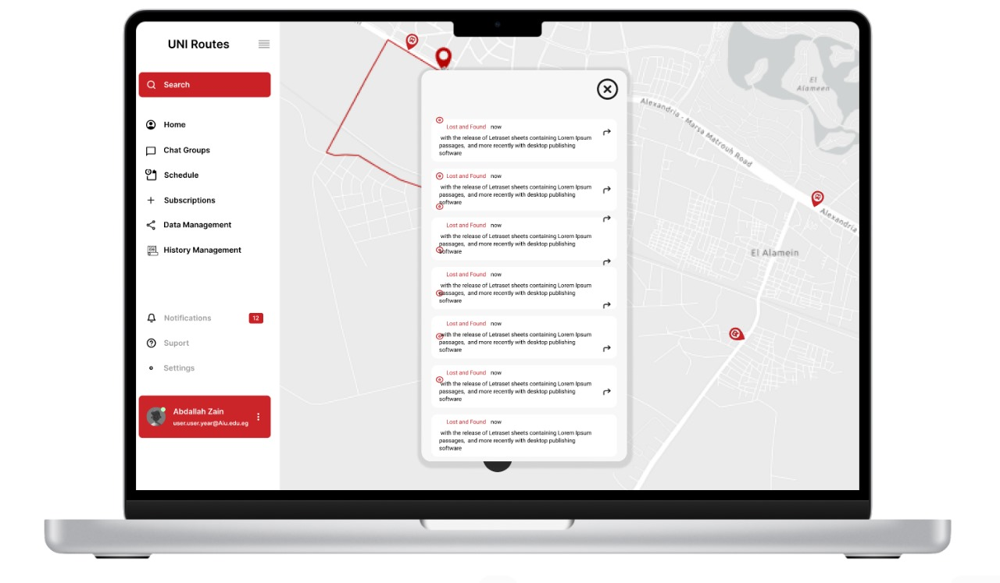 UNI Routes
Search
Home
Chat Groups
Schedule
Subscriptions
Data Management
History Management
Notifications
12
Suport
Settings
Abdallah Zain
user.user.year@Aiu.edu.eg
Lost and Found now
with the release of Letraset sheets containing Lorem Ipsum
passages, and more recently with desktop publishing
software
Lost and Found now
with the release of Letraset sheets containing Lorem Ipsum
passages, and more recently with desktop publishing
software
Lost and Found now
with the release of Letraset sheets containing Lorem Ipsum
passages, and more recently with desktop publishing
software
Lost and Found now
with the release of Letraset sheets containing Lorem Ipsum
passages, and more recently with desktop publishing
software
Lost and Found now
with the release of Letraset sheets containing Lorem Ipsum
passages, and more recently with desktop publishing
software
Lost and Found now
with the release of Letraset sheets containing Lorem Ipsum
passages, and more recently with desktop publishing
software
Lost and Found now
with the release of Letraset sheets containing Lorem Ipsum
passages, and more recently with desktop publishing
software
El
Alameen
Alexandria - Marsa Matrouh Road
Alexandria
El Alamein